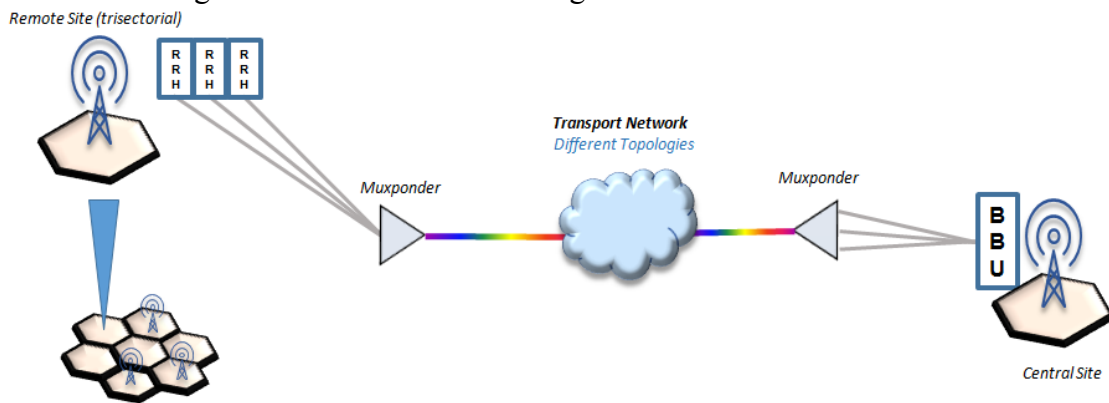 Remote Site (trisectorial)
R R R
R R R
H H H
Transport Network
Different Topologies
Muxponder
Muxponder
B
B
U
Central Site